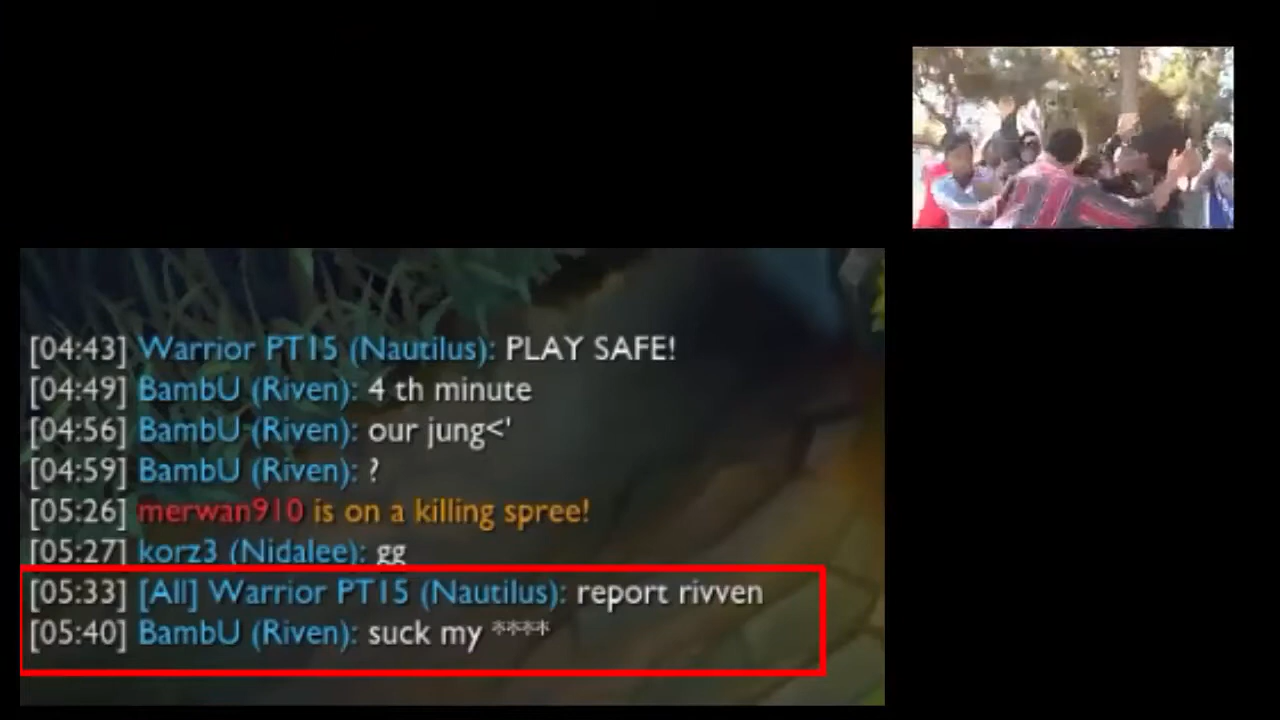 [04:43] Warrior PT15 (Nautilus): PLAY SAFE!
[04:49] BambU (Riven): 4 th minute
[04:56] BambU (Riven): our jung<'
[04:59] BambU (Riven): ?
[05:26] merwan910 is on a killing spree!
[05:27] korz3 (Nidalee): gg
[05:33] [All] Warrior PT15 (Nautilus): report rivven
[05:40] BambU (Riven): suck my ****